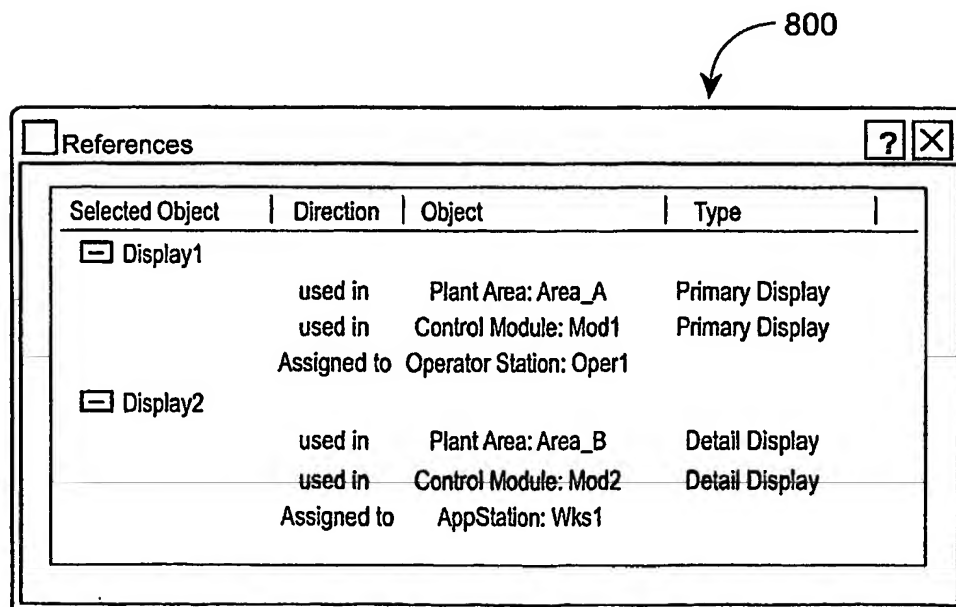 800
References ? X
Selected Object | Direction | Object | Type |
Display1
used in Plant Area: Area_A Primary Display
used in Control Module: Mod1 Primary Display
Assigned to Operator Station: Oper1
Display2
used in Plant Area: Area_B Detail Display
used in Control Module: Mod2 Detail Display
Assigned to AppStation: Wks1